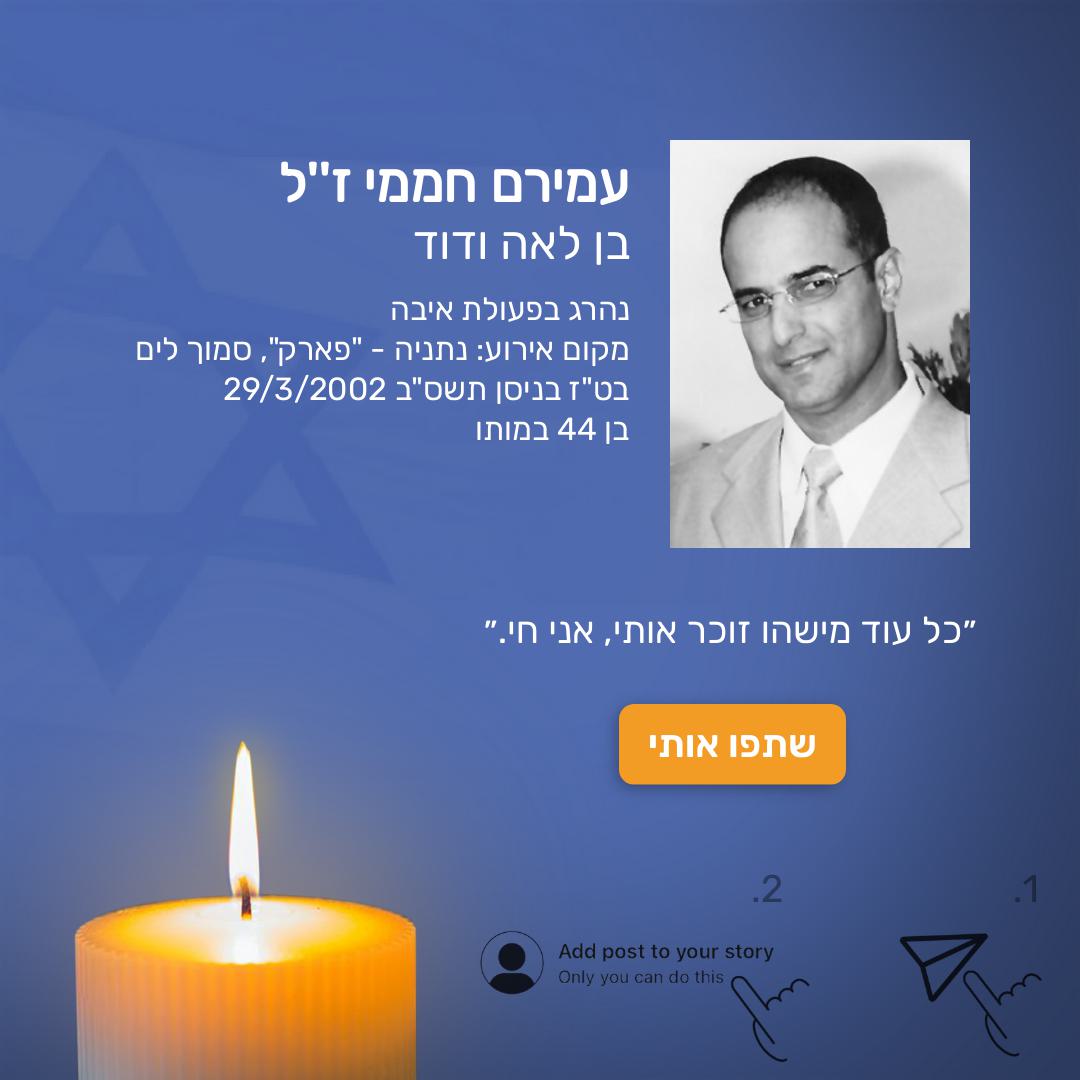 עמירם חממי ז"ל
בן לאה ודוד
נהרג בפעולת איבה
מקום אירוע: נתניה - "פארק", סמוך לים
בט"ז בניסן תשס"ב 29/3/2002
בן 44 במותו
״כל עוד מישהו זוכר אותי, אני חי.״
שתפו אותי
1.
2.
Add post to your story
Only you can do this